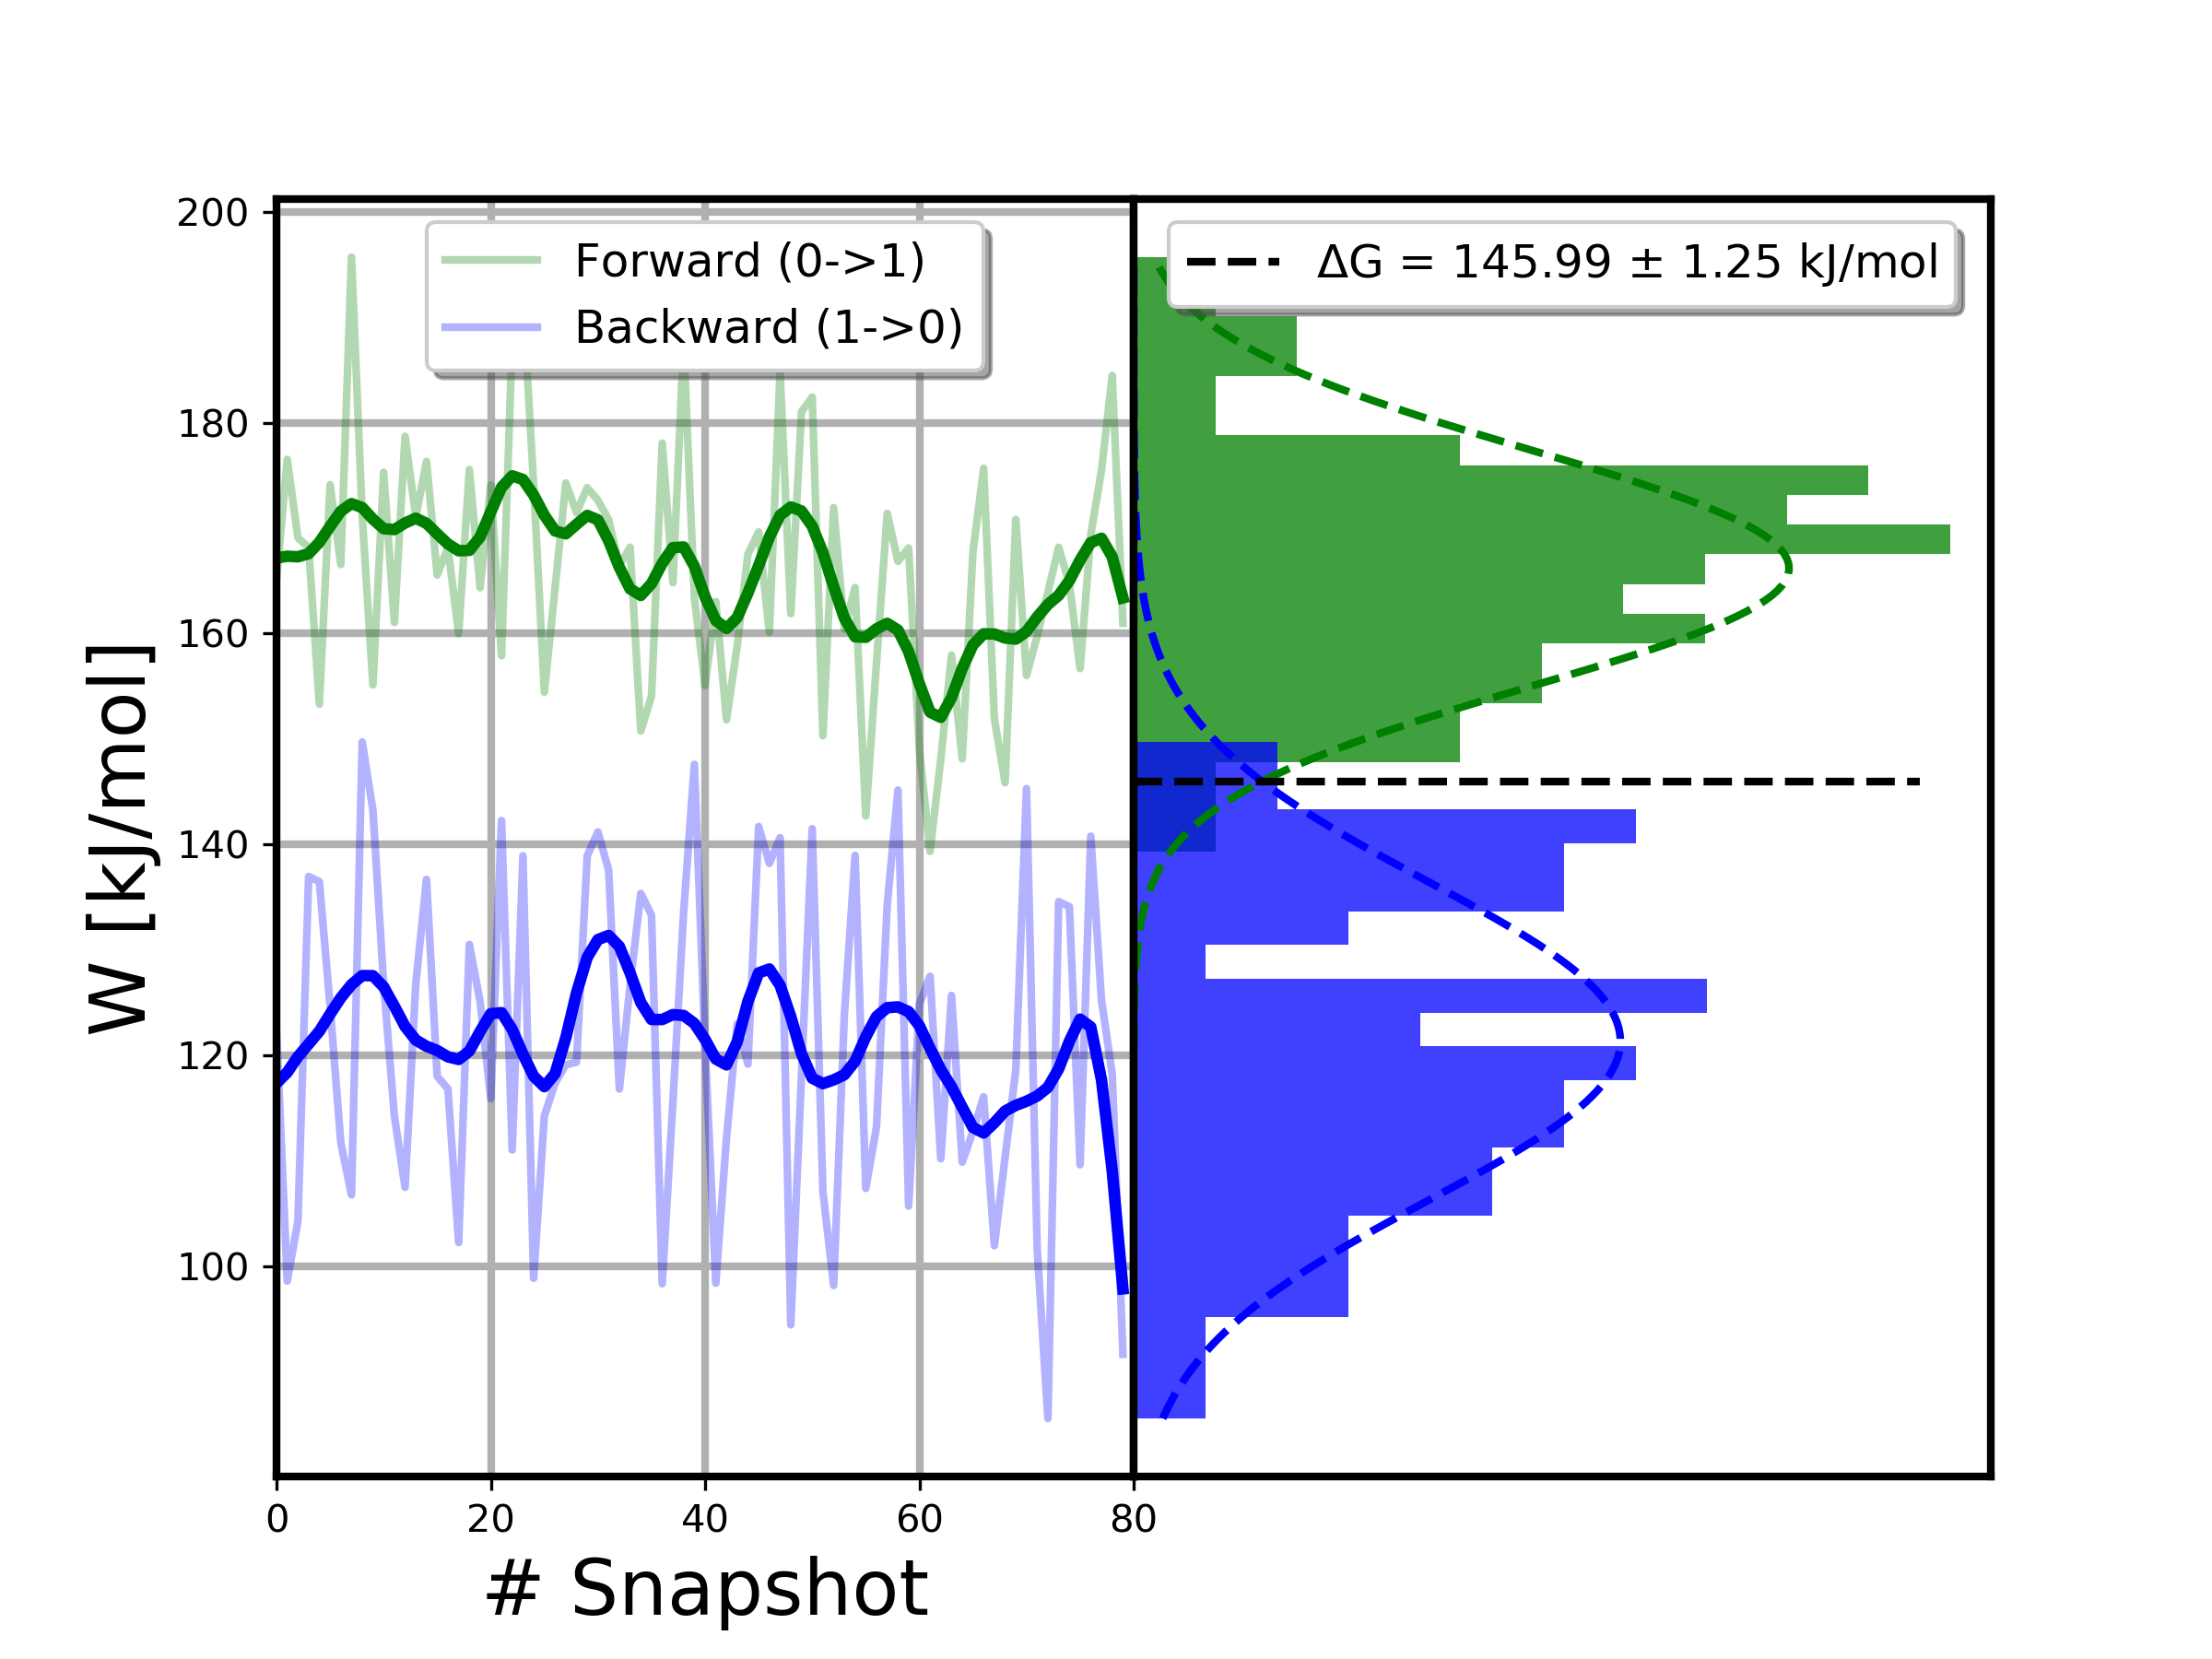 200
180
160
140
120
100
W [kJ/mol]
Forward (0->1)
Backward (1->0)
ΔG = 145.99 ± 1.25 kJ/mol
0 20 40 60 80
# Snapshot